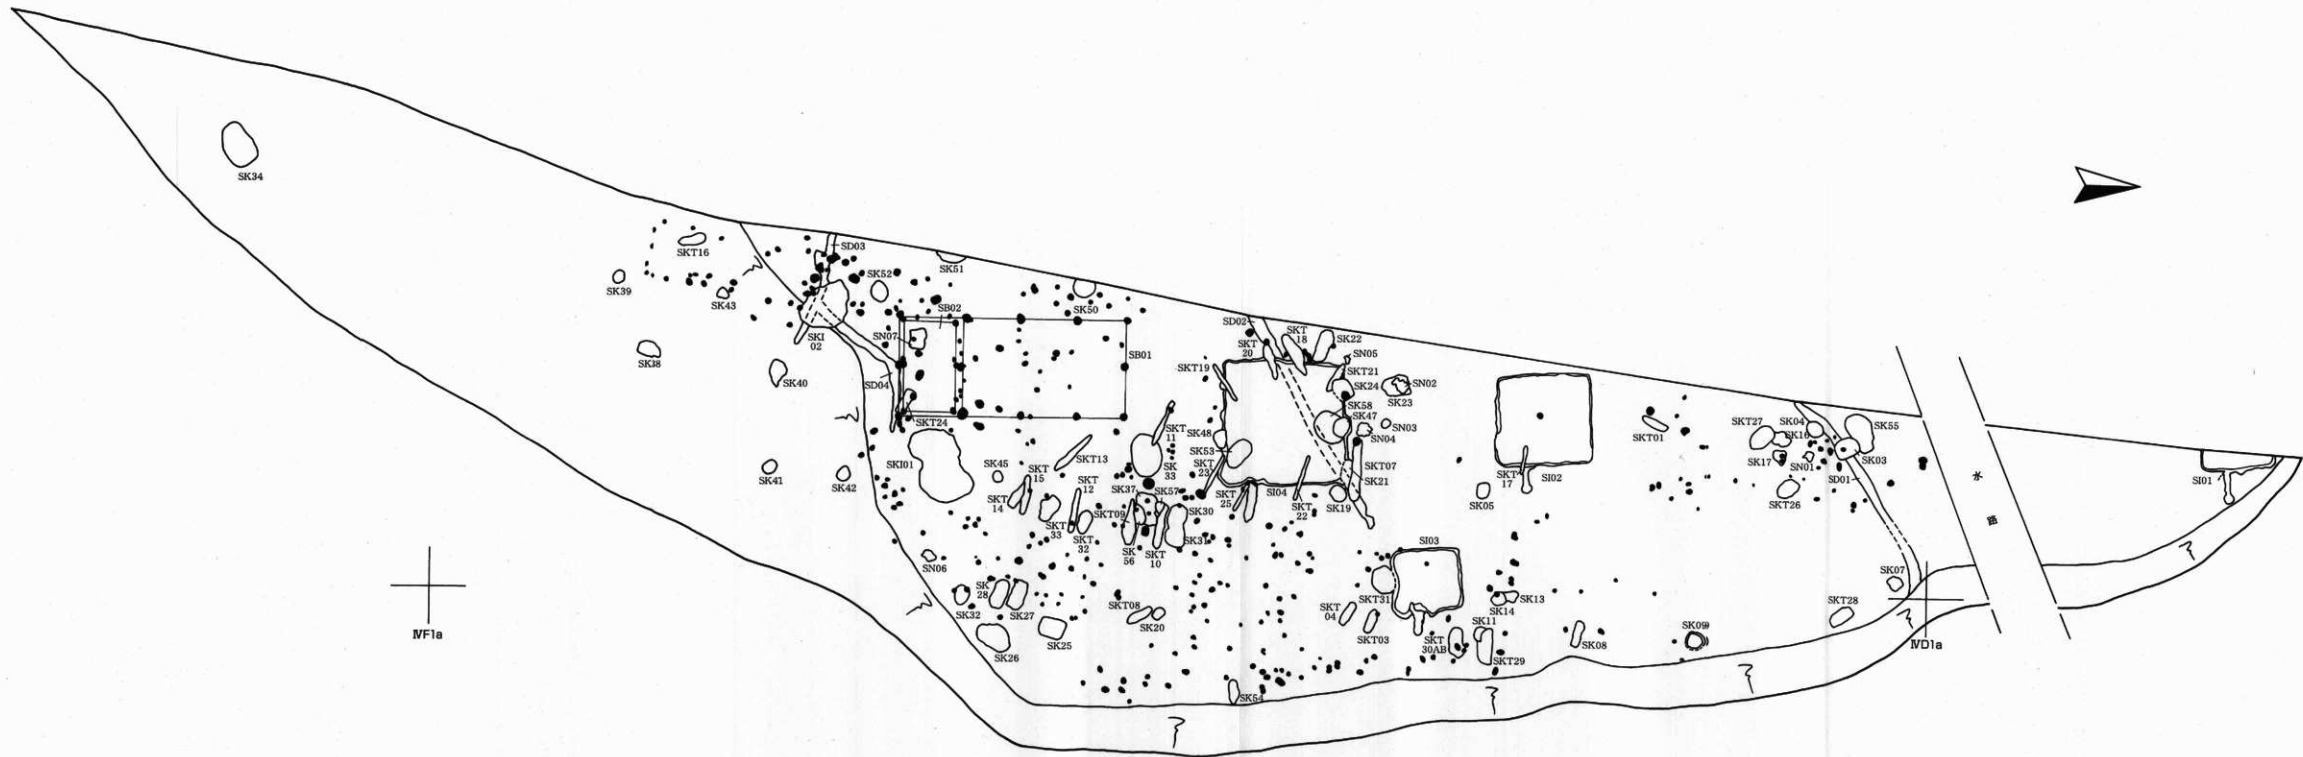 SK34
SKT16
SD03
SK52
SK51
SK39
SK43
SK50
SB02
SKI
02
SN07
SB01
SK38
SK40
SD04
SKT24
SD02
SKT
20
SKT
18
SK22
SN05
SKT19
SKT21
SK24
SN02
SK23
SK58
SK47
SN03
SN04
SK48
SK53
SKT
11
SK
33
SKT13
SKI01
SK45
SKT
15
SKT
14
SKT
12
SKT
33
SKT
32
SK37
SK57
SKT09
SK
56
SKT
10
SK30
SK31
SKT
23
SKT
25
SI04
SKT
22
SK19
SKT07
SK21
SK41
SK42
SK05
SKT
17
SI02
SKT01
SKT27
SK04
SK16
SK17
SN01
SK55
SK03
SD01
SKT26
SI01
水
路
SI03
SN06
SK32
SK
28
SK27
SK26
SK25
SKT08
SK20
SK54
SKT31
SKT
04
SKT03
SKT
30AB
SK11
SKT29
SK14
SK13
SK08
SK09
SKT28
SK07
ⅣF1a
ⅣD1a